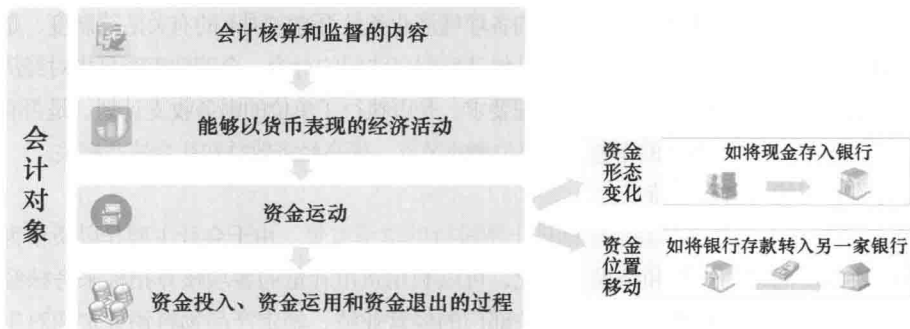 会计对象
会计核算和监督的内容
能够以货币表现的经济活动
资金运动
资金投入、资金运用和资金退出的过程
资金
形态
变化
如将现金存入银行
资金
位置
移动
如将银行存款转入另一家银行